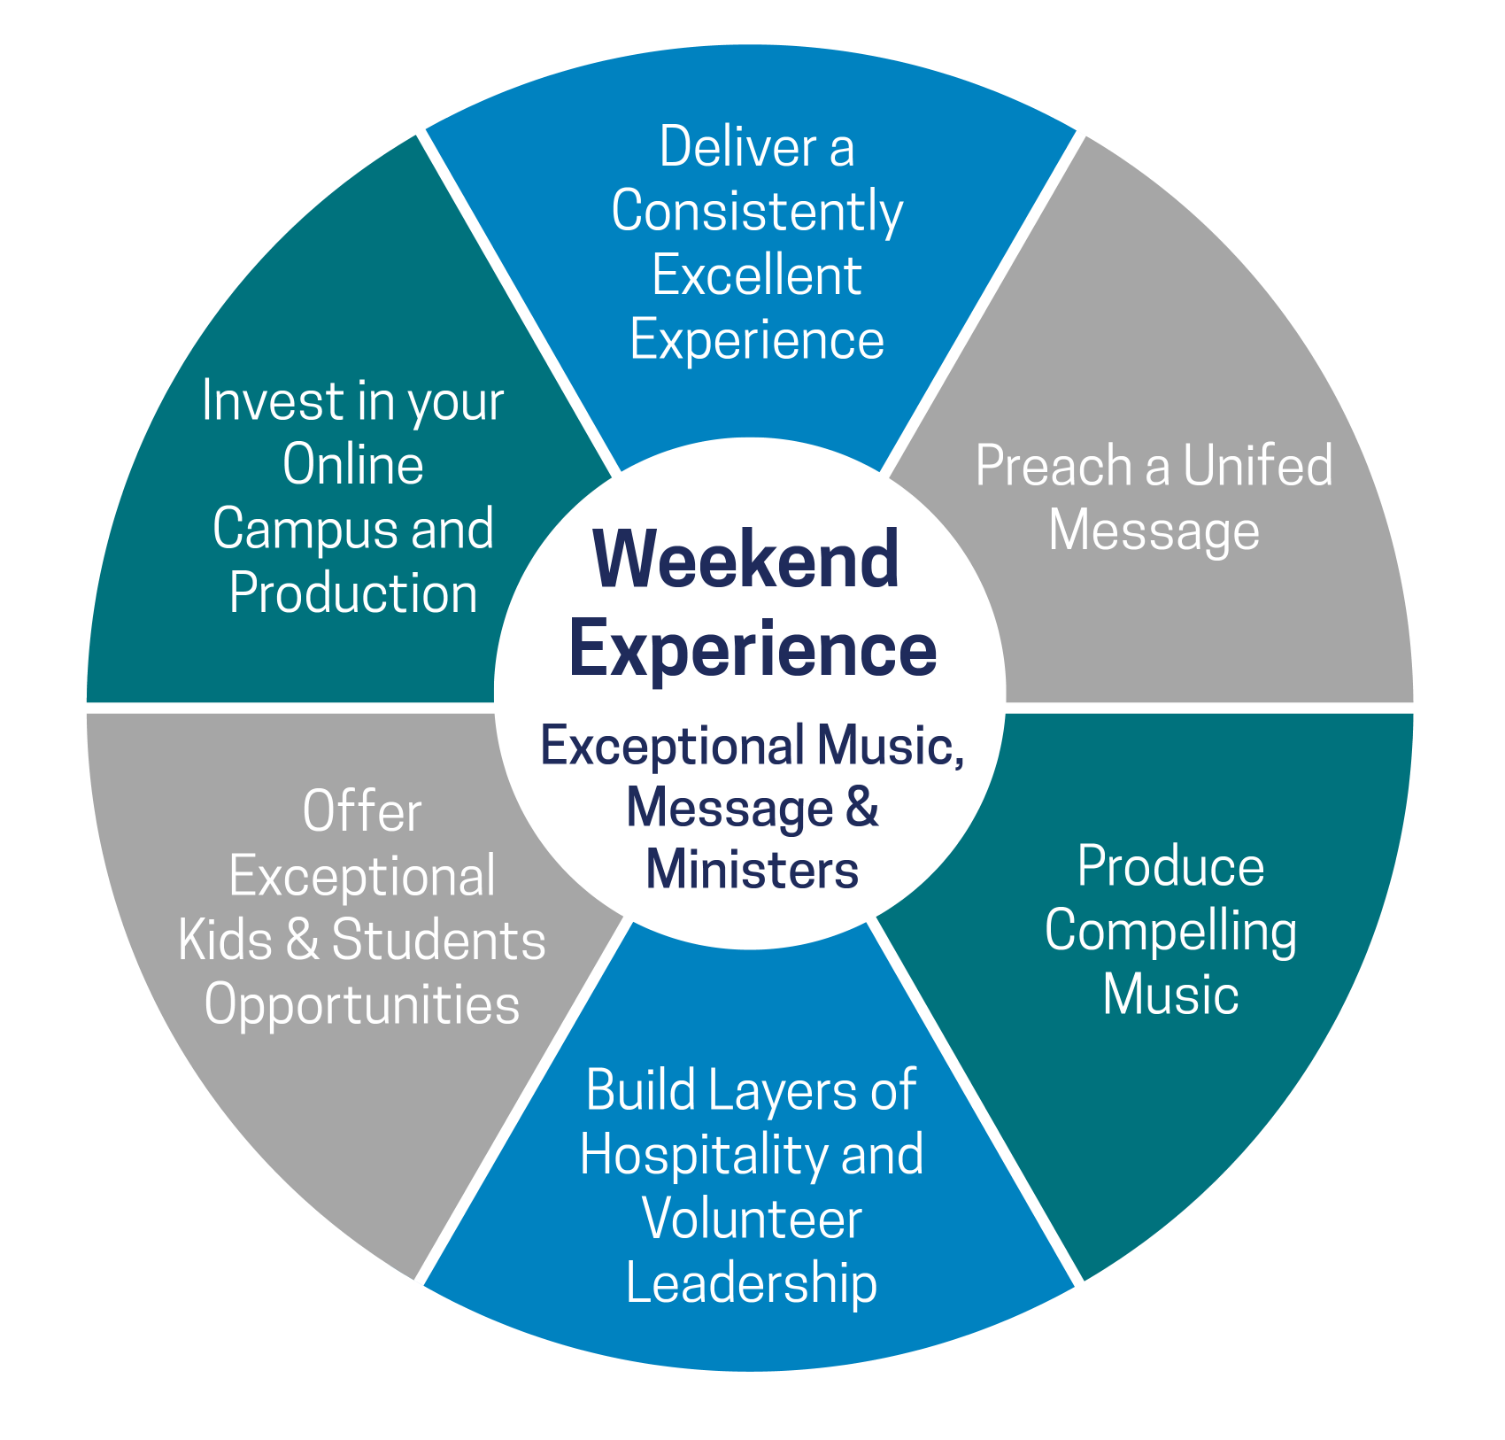 Deliver a
Consistently
Excellent
Experience
Preach a Unifed
Message
Produce
Compelling
Music
Build Layers of
Hospitality and
Volunteer
Leadership
Offer
Exceptional
Kids & Students
Opportunities
Invest in your
Online
Campus and
Production
Weekend
Experience
Exceptional Music,
Message &
Ministers